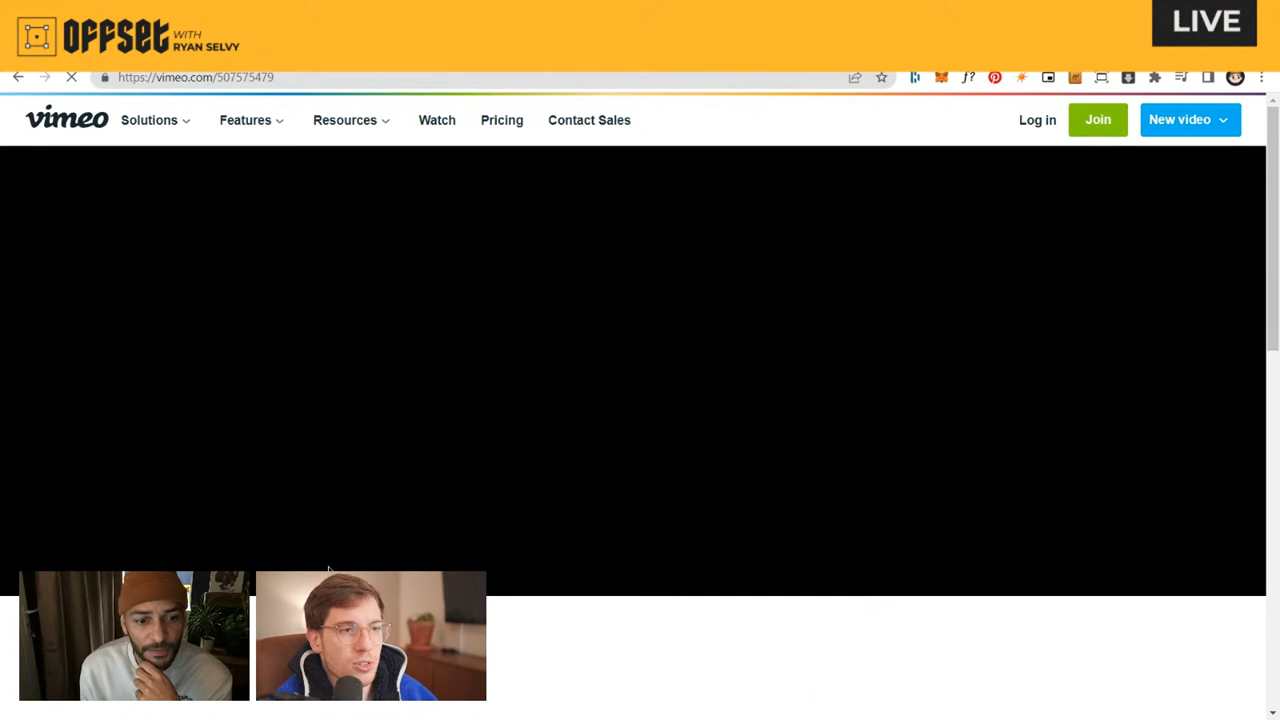 OFFSET WITH
RYAN SELVY
LIVE
https://vimeo.com/507575479
f?
vimeo Solutions Features Resources Watch Pricing Contact Sales Log in Join New video